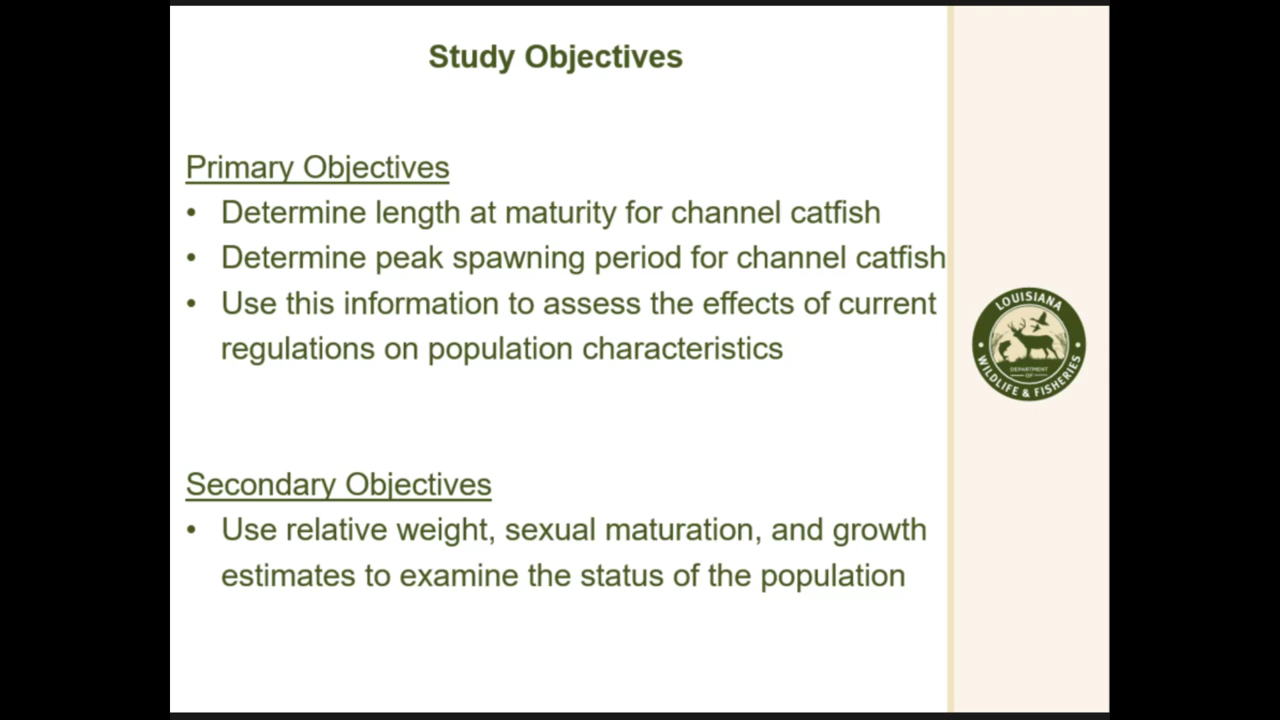 Study Objectives
Primary Objectives
• Determine length at maturity for channel catfish
• Determine peak spawning period for channel catfish
• Use this information to assess the effects of current
regulations on population characteristics
LOUISIANA
DEPARTMENT
OF
WILDLIFE & FISHERIES
Secondary Objectives
• Use relative weight, sexual maturation, and growth
estimates to examine the status of the population